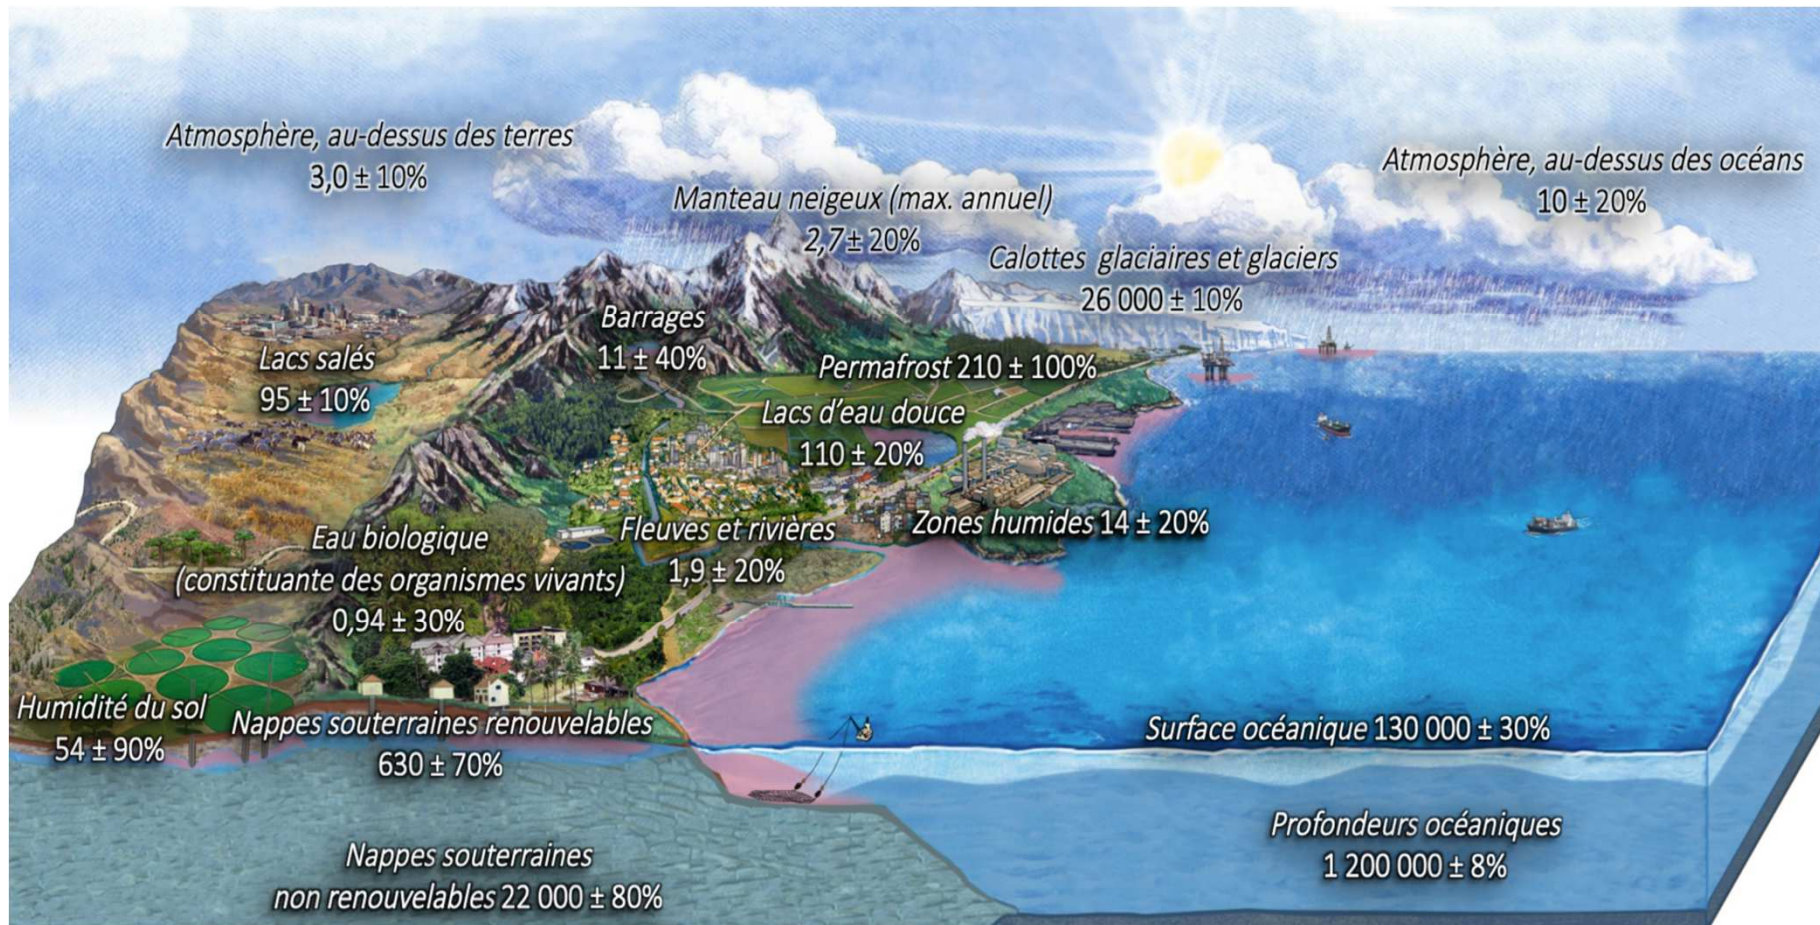 Atmosphère, au-dessus des terres
3,0 ± 10%
Atmosphère, au-dessus des océans
10 ± 20%
Manteau neigeux (max. annuel)
2,7 ± 20%
Calottes glaciaires et glaciers
26 000 ± 10%
Barrages
11 ± 40%
Lacs salés
95 ± 10%
Permafrost 210 ± 100%
Lacs d'eau douce
110 ± 20%
Zones humides 14 ± 20%
Fleuves et rivières
1,9 ± 20%
Eau biologique
(constituante des organismes vivants)
0,94 ± 30%
Humidité du sol
54 ± 90%
Nappes souterraines renouvelables
630 ± 70%
Surface océanique 130 000 ± 30%
Profondeurs océaniques
1 200 000 ± 8%
Nappes souterraines
non renouvelables 22 000 ± 80%